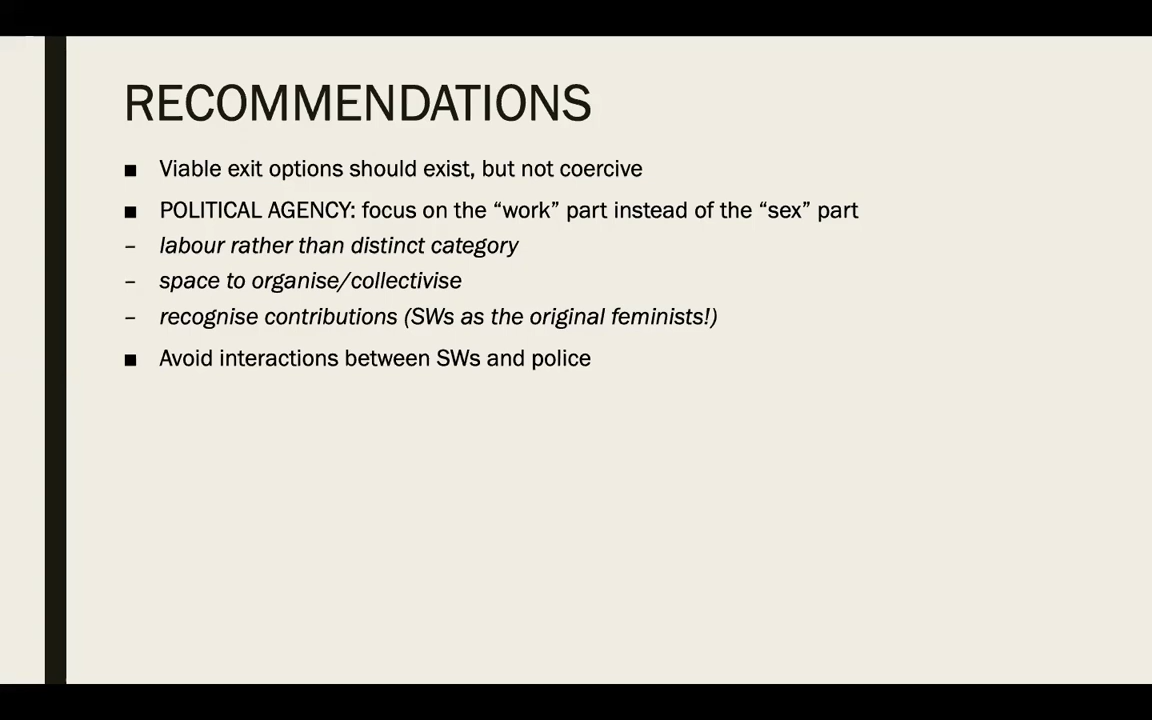 RECOMMENDATIONS
■ Viable exit options should exist, but not coercive
■ POLITICAL AGENCY: focus on the “work” part instead of the “sex” part
– labour rather than distinct category
– space to organise/collectivise
– recognise contributions (SWs as the original feminists!)
■ Avoid interactions between SWs and police